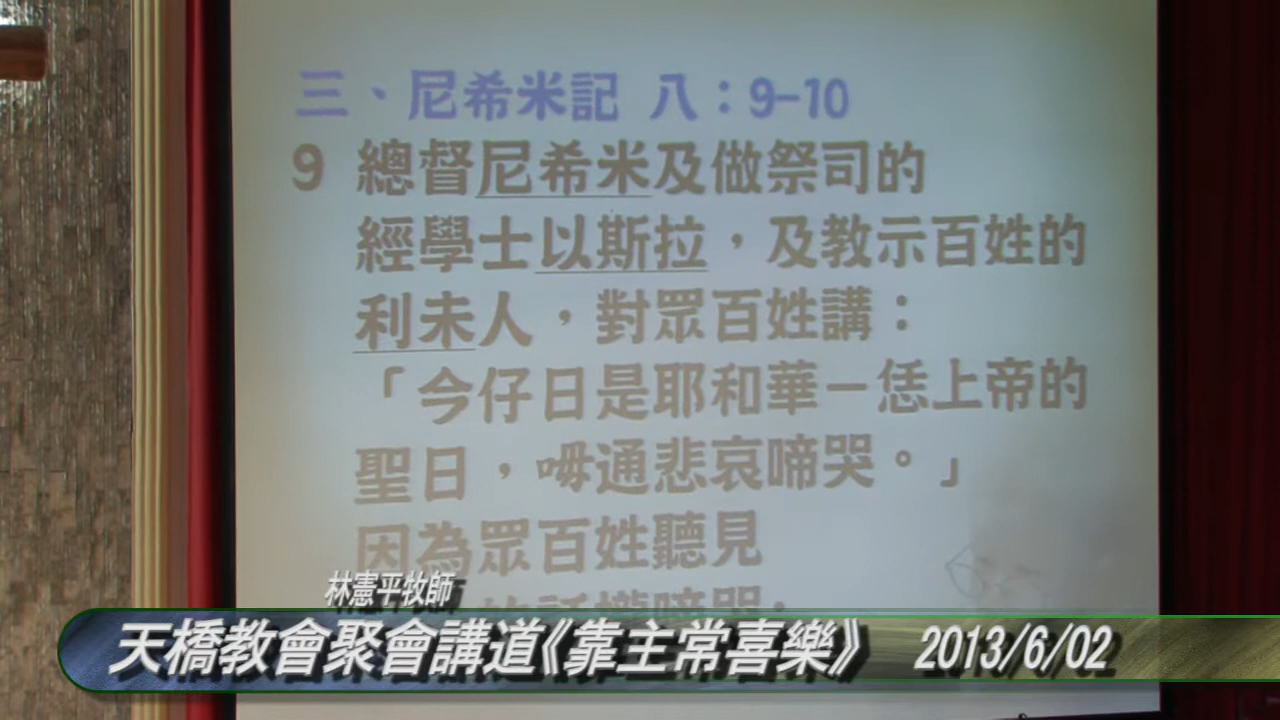 三、尼希米記 八：9-10
9 總督尼希米及做祭司的
經學士以斯拉，及教示百姓的
利未人，對眾百姓講：
「今仔日是耶和華－恁上帝的
聖日，呣通悲哀啼哭。」
因為眾百姓聽見
林憲平牧師
天橋教會聚會講道《靠主常喜樂》 2013/6/02